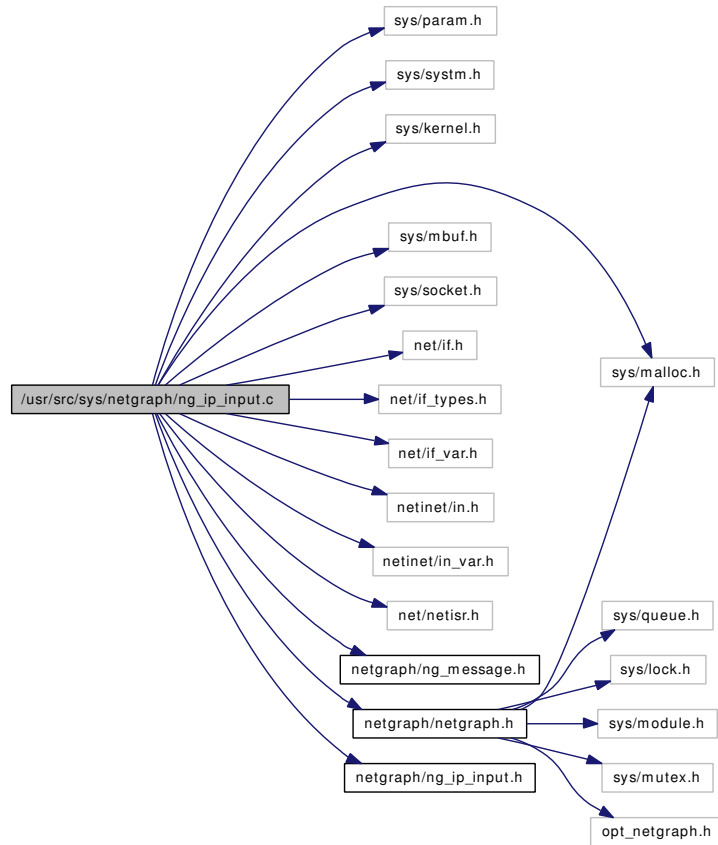 sys/param.h
sys/systm.h
sys/kernel.h
sys/mbuf.h
sys/socket.h
net/if.h
sys/malloc.h
/usr/src/sys/netgraph/ng_ip_input.c
net/if_types.h
net/if_var.h
netinet/in.h
netinet/in_var.h
net/netisr.h
sys/queue.h
netgraph/ng_message.h
sys/lock.h
netgraph/netgraph.h
sys/module.h
netgraph/ng_ip_input.h
sys/mutex.h
opt_netgraph.h